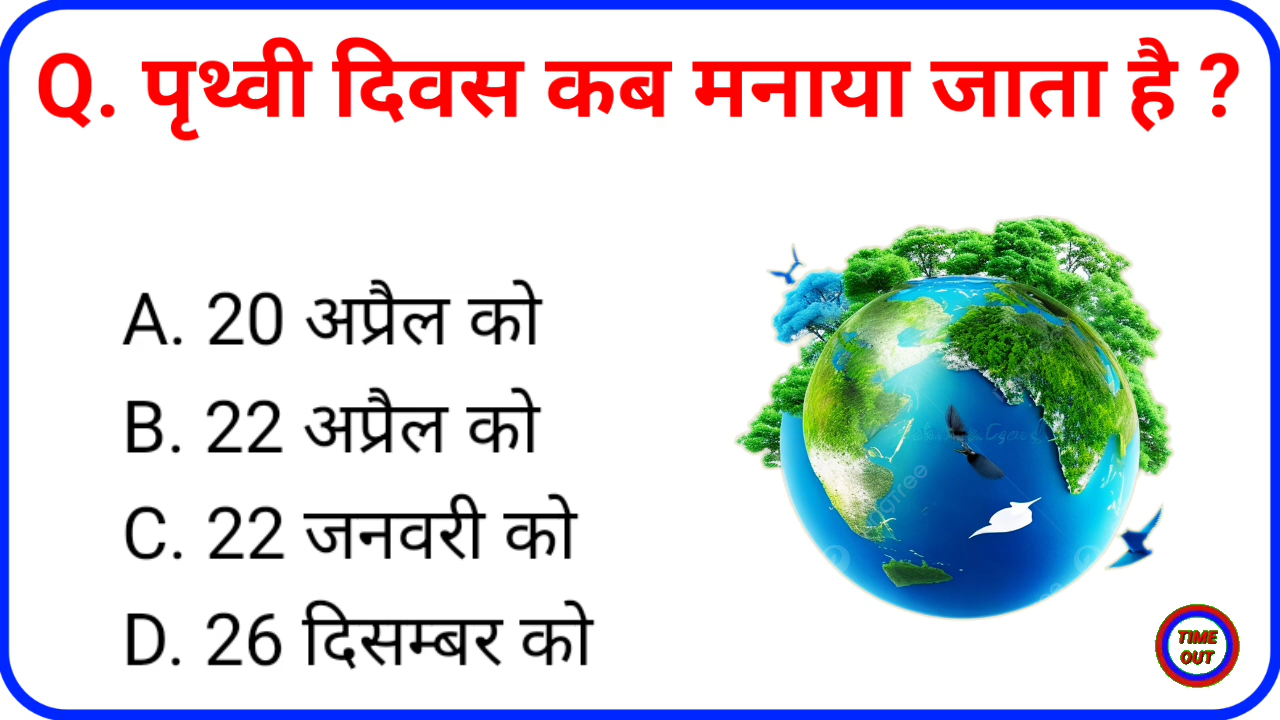 Q. पृथ्वी दिवस कब मनाया जाता है ?
A. 20 अप्रैल को
B. 22 अप्रैल को
C. 22 जनवरी को
D. 26 दिसम्बर को
TIME
OUT